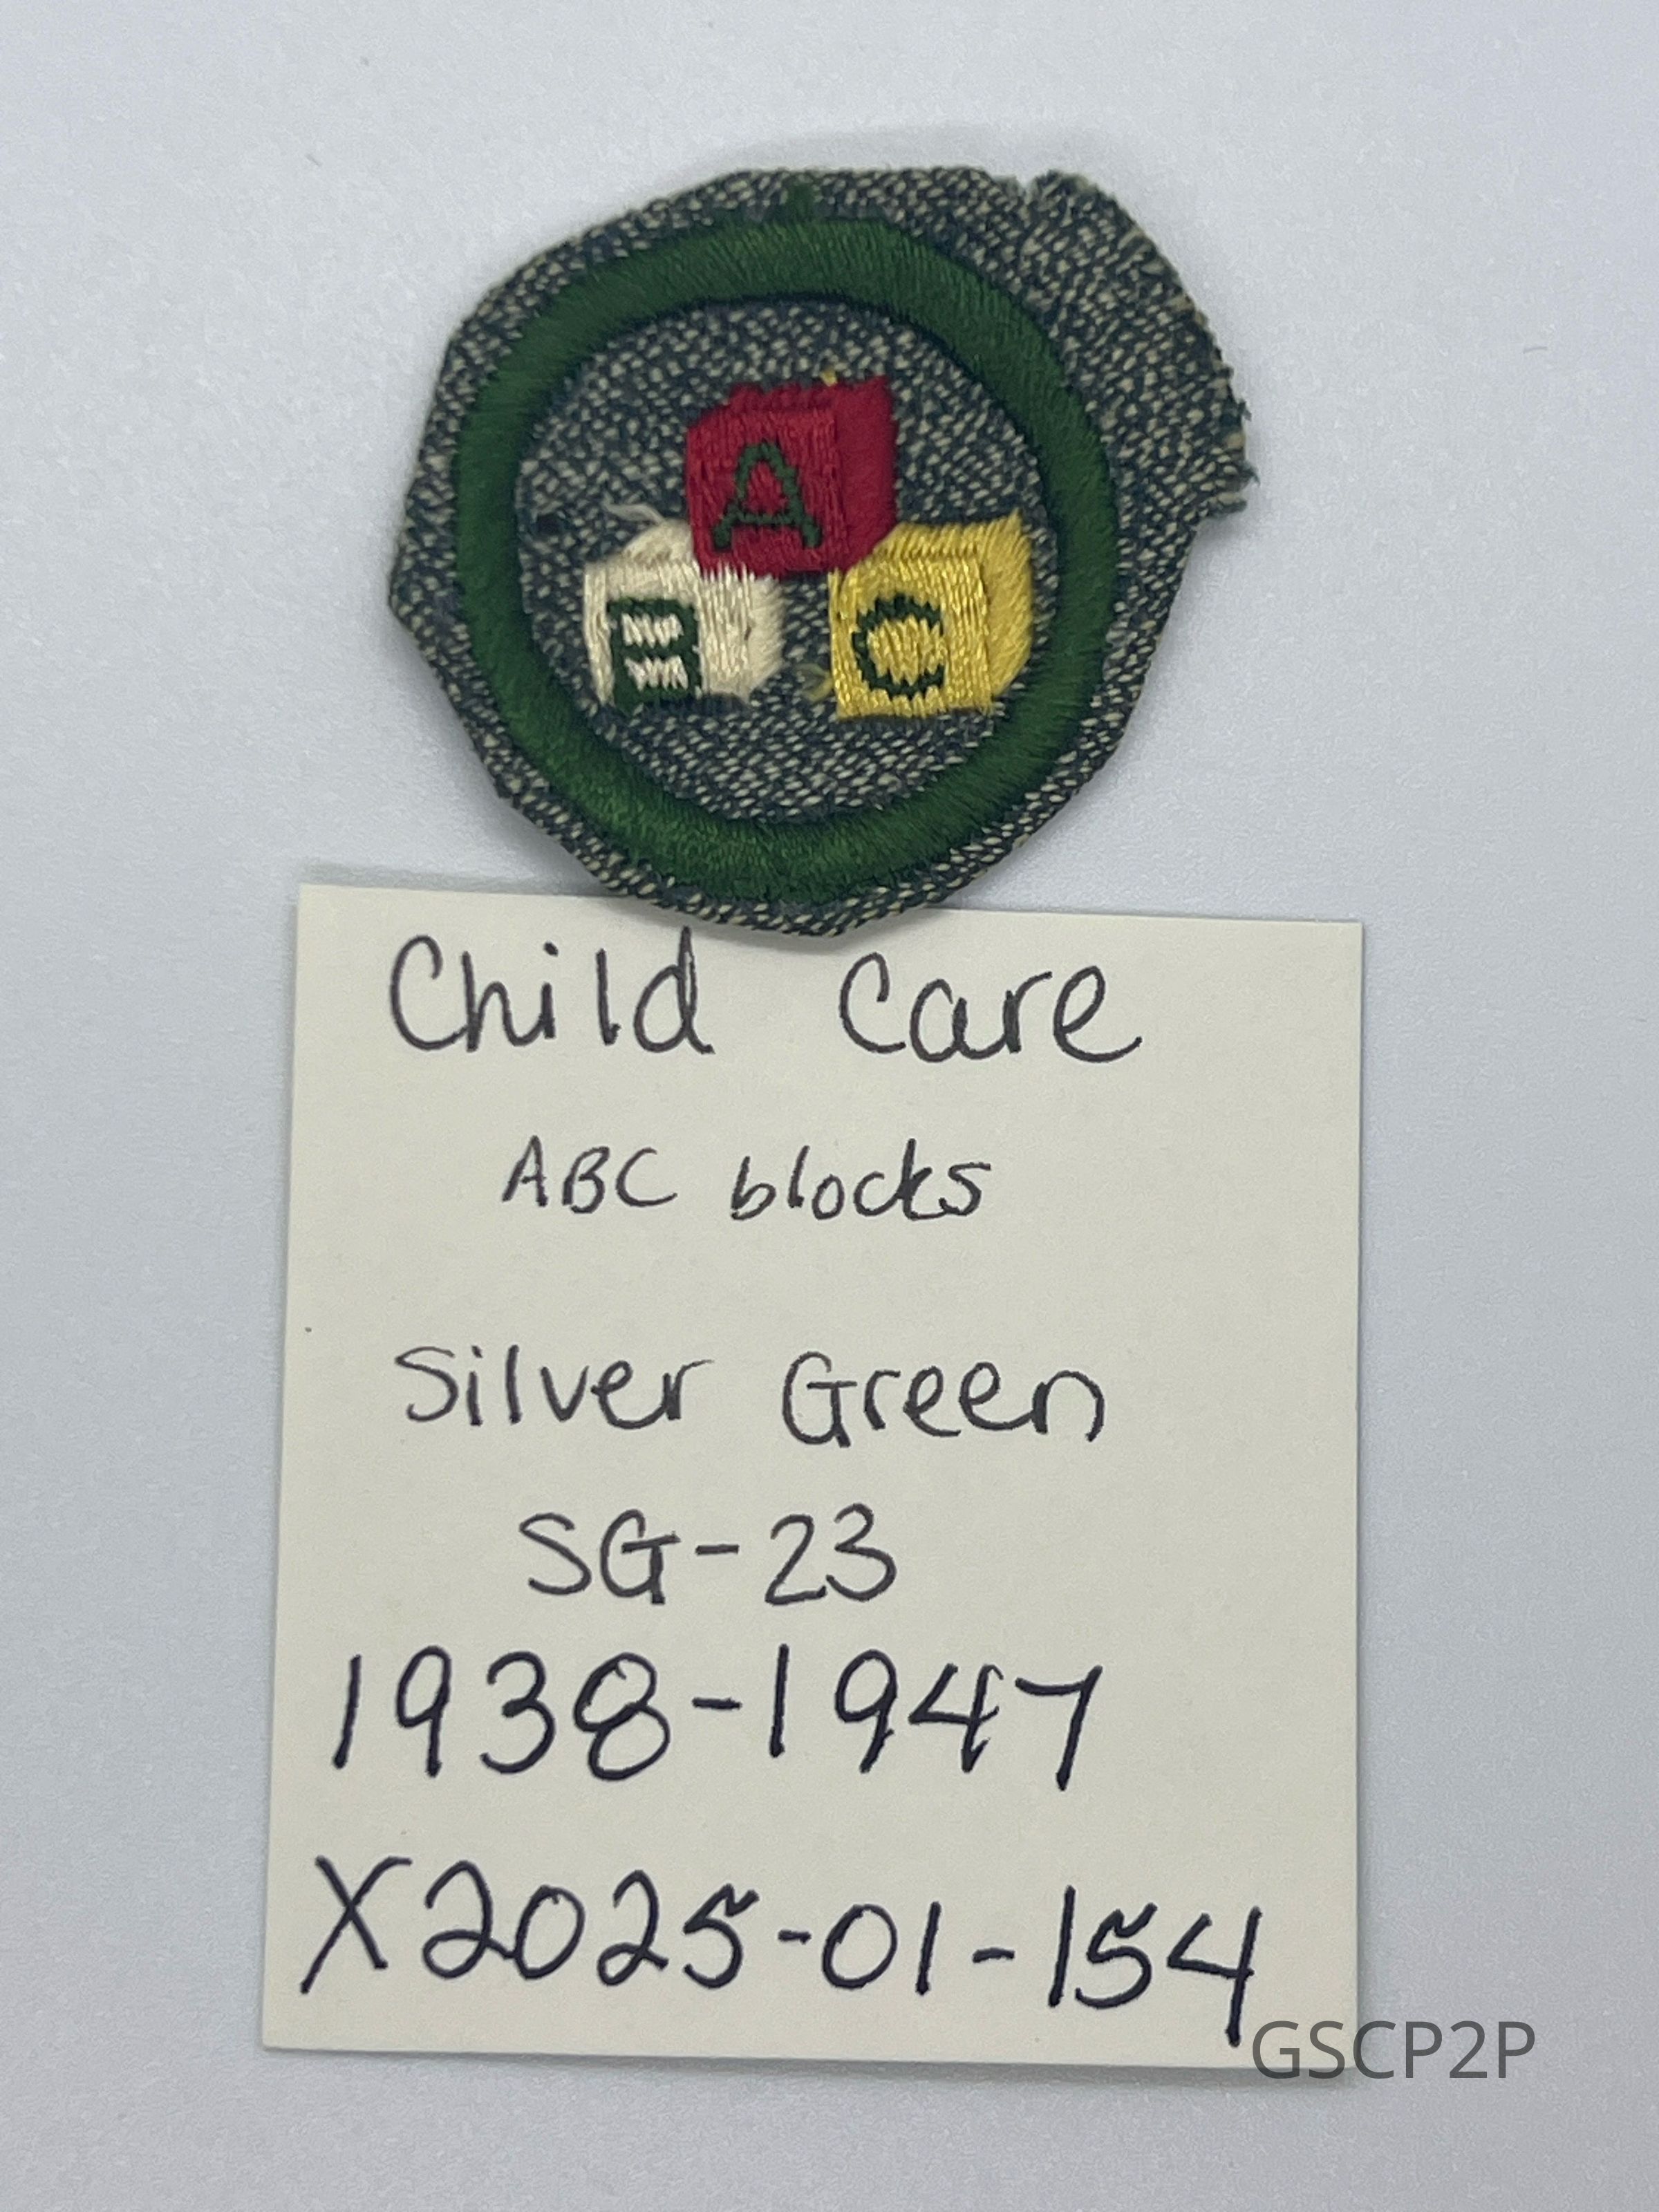 A
B C
Child Care
ABC blocks
Silver Green
SG-23
1938-1947
X2025-01-154
GSCP2P